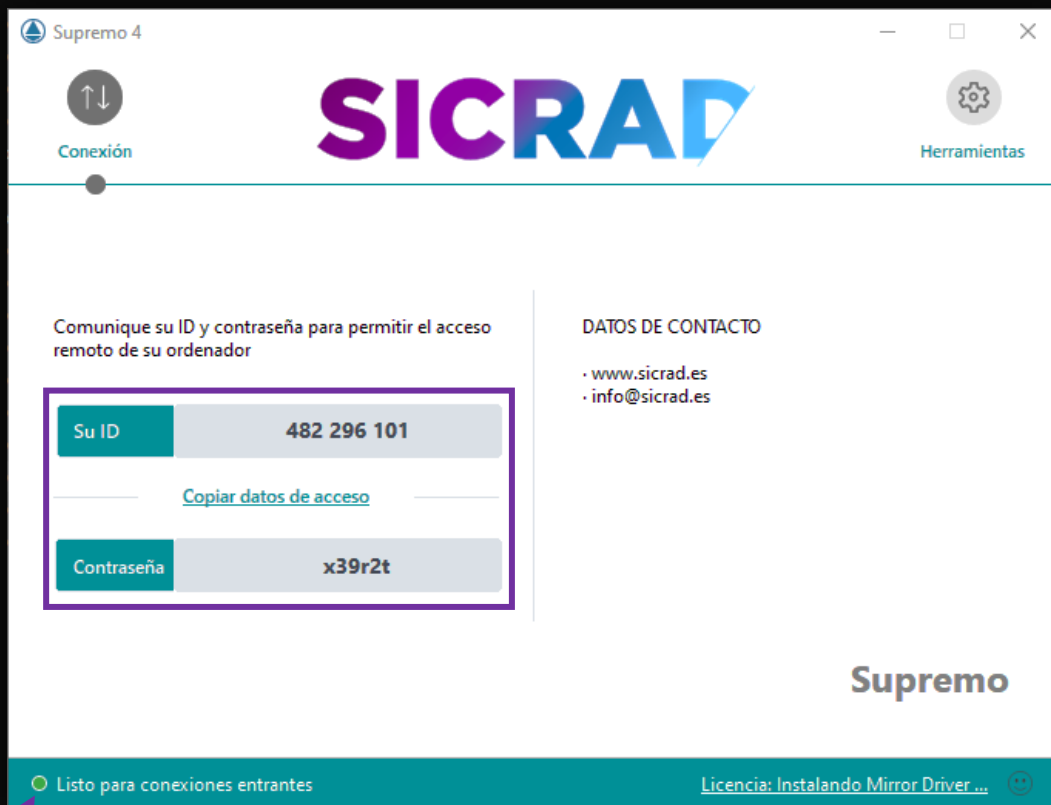 Supremo 4
SICRAD
Conexión
Herramientas
Comunique su ID y contraseña para permitir el acceso
remoto de su ordenador
Su ID
482 296 101
Copiar datos de acceso
Contraseña
x39r2t
DATOS DE CONTACTO
· www.sicrad.es
· info@sicrad.es
Supremo
Listo para conexiones entrantes
Licencia: Instalando Mirror Driver ...